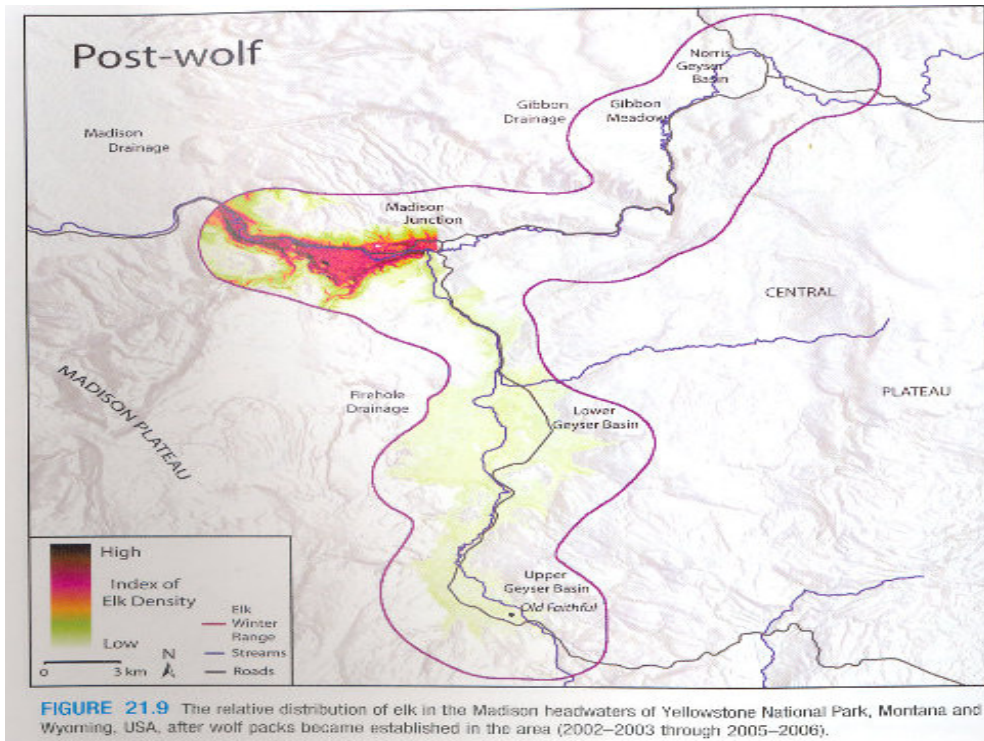 Post-wolf
Norris
Geyser
Basin
Gibbon
Drainage
Gibbon
Meadow
Madison
Drainage
Madison
Junction
CENTRAL
PLATEAU
MADISON PLATEAU
Firehole
Drainage
Lower
Geyser Basin
Upper
Geyser Basin
Old Faithful
High
Index of
Elk Density
Low
Elk
Winter
Range
Streams
Roads
0 3 km N
FIGURE 21.9 The relative distribution of elk in the Madison headwaters of Yellowstone National Park, Montana and
Wyoming, USA, after wolf packs became established in the area (2002–2003 through 2005–2006).